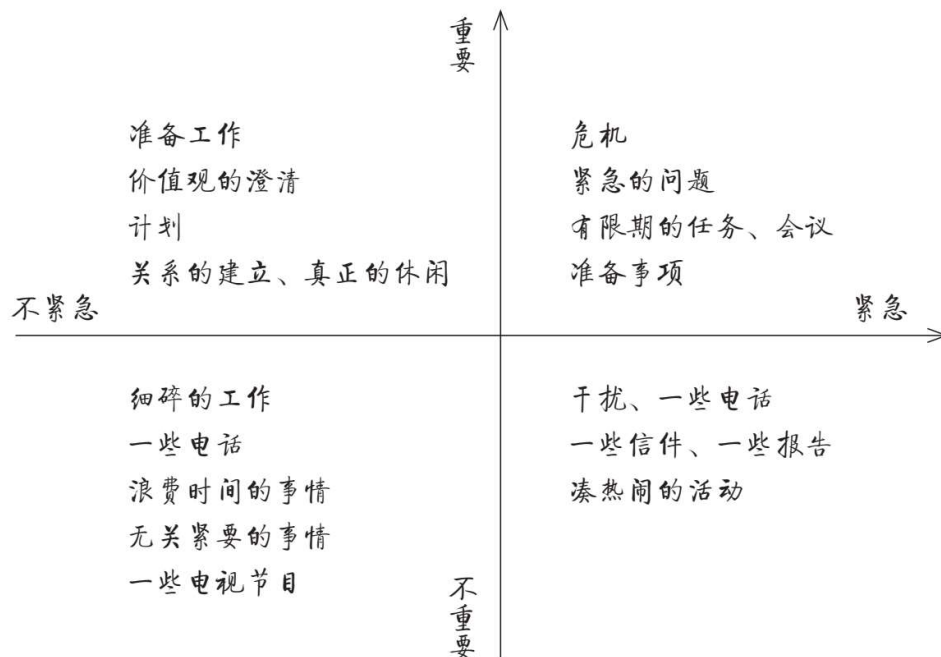 重要
准备工作
价值观的澄清
计划
关系的建立、真正的休闲
危机
紧急的问题
有限期的任务、会议
准备事项
不紧急
紧急
细碎的工作
一些电话
浪费时间的事情
无关紧要的事情
一些电视节目
干扰、一些电话
一些信件、一些报告
凑热闹的活动
不重要